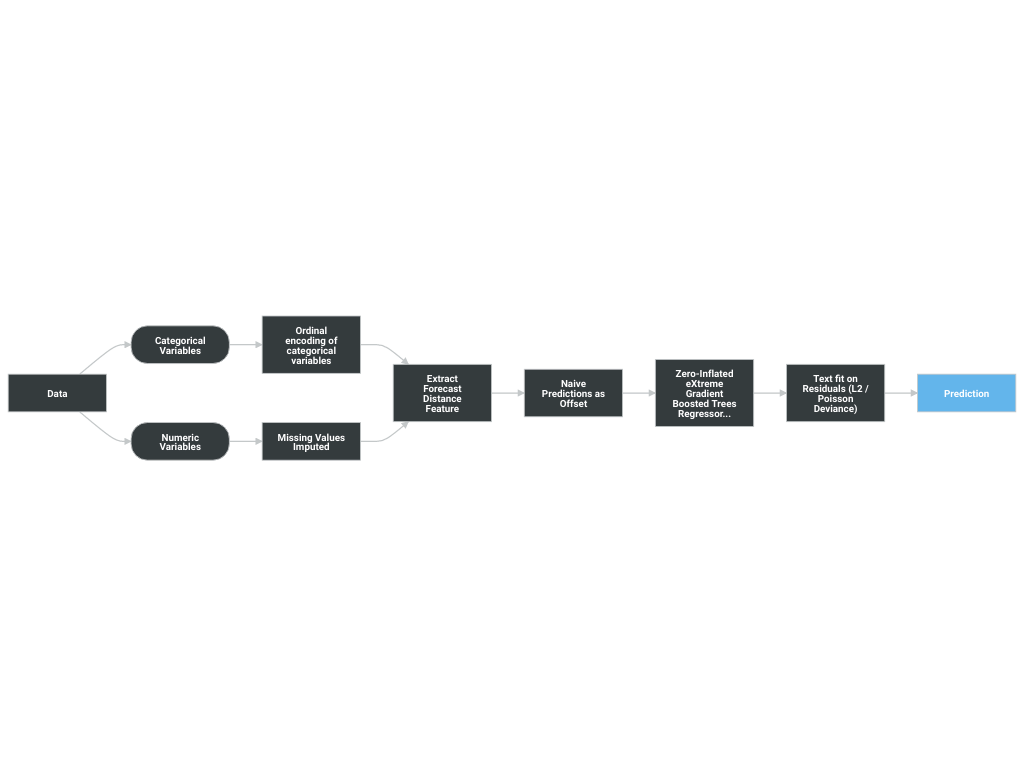 Data
Categorical
Variables
Numeric
Variables
Ordinal
encoding of
categorical
variables
Missing Values
Imputed
Extract
Forecast
Distance
Feature
Naive
Predictions as
Offset
Zero-Inflated
eXtreme
Gradient
Boosted Trees
Regressor...
Text fit on
Residuals (L2 /
Poisson
Deviance)
Prediction